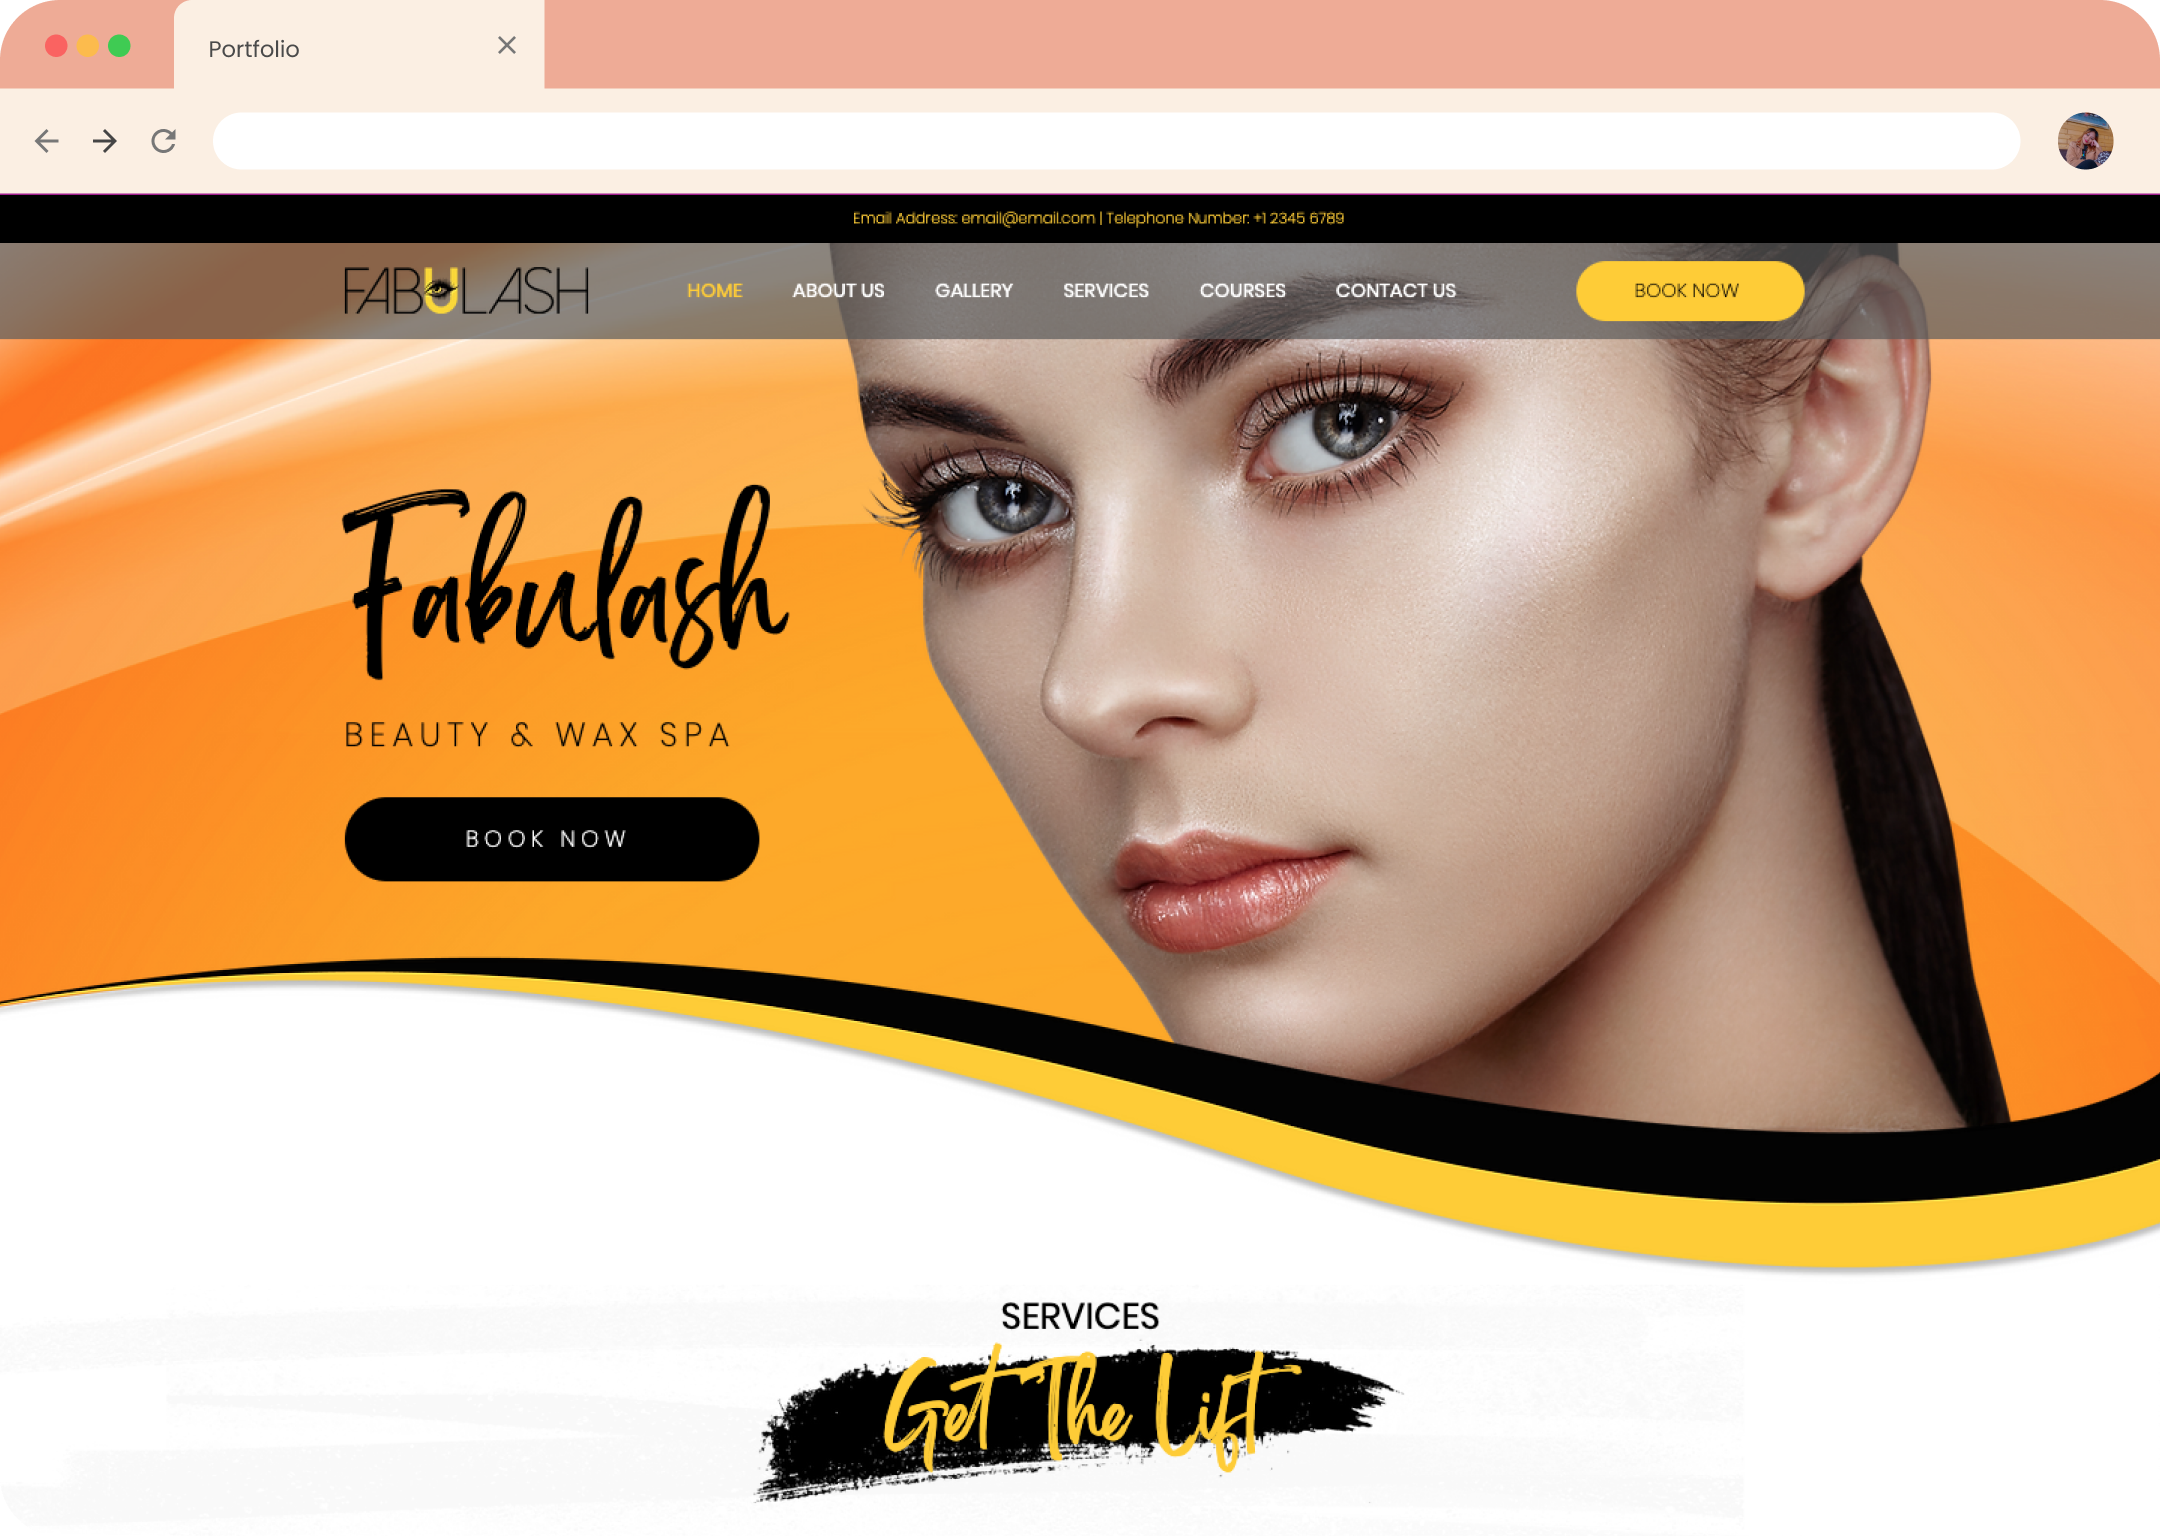 Portfolio
Email Address: email@email.com | Telephone Number: +1 2345 6789
FABULASH
HOME ABOUT US GALLERY SERVICES COURSES CONTACT US BOOK NOW
Fabulash
BEAUTY & WAX SPA
BOOK NOW
SERVICES
Get The Lift